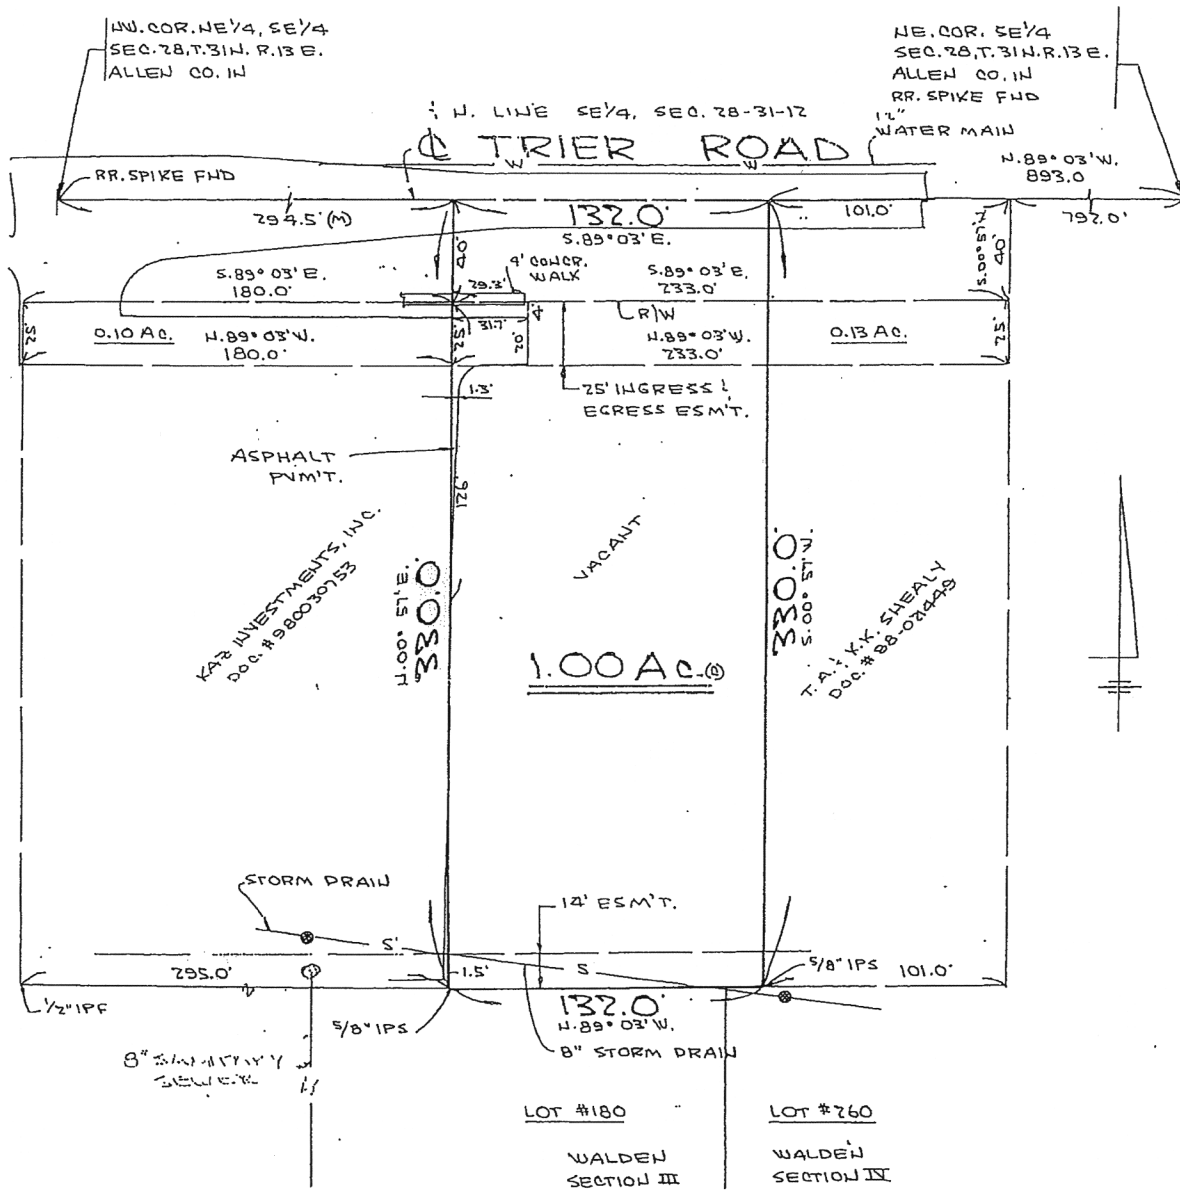 NW. COR. NE 1/4, SE 1/4
SEC. 28, T. 31 N. R. 13 E.
ALLEN CO. IN
NE. COR. SE 1/4
SEC. 28, T. 31 N. R. 13 E.
ALLEN CO. IN
RR. SPIKE FND
N. LINE SE 1/4, SEC. 28-31-12
12"
WATER MAIN
℄ TRIER ROAD
W W
N. 89° 03' W.
893.0
RR. SPIKE FND
294.5' (M)
132.0'
101.0'
792.0'
S. 89° 03' E.
40.
S. 00° 57' W.
40.
4' CONCR.
WALK
S. 89° 03' E.
180.0'
29.3'
S. 89° 03' E.
233.0'
R/W
31.7'
4'
25'
0.10 AC.
N. 89° 03' W.
180.0'
25'
20'
N. 89° 03' W.
233.0'
0.13 AC.
25'
1.3'
25' INGRESS &
EGRESS ESM'T.
ASPHALT
PVM'T.
126'
VACANT
KAZ INVESTMENTS, INC.
DOC. # 980030753
N. 00° 57' E.
330.0'
330.0'
S. 00° 57' W.
T. A. & K.K. SHEALY
1.00 AC.
STORM DRAIN
14' ESM'T.
S
S
295.0'
1.5'
5/8" IPS
101.0'
1/2" IPF
5/8" IPS
132.0'
N. 89° 03' W.
8" STORM DRAIN
8" SANITARY
SEWER
LOT #180
LOT #260
WALDEN
SECTION III
WALDEN
SECTION IV